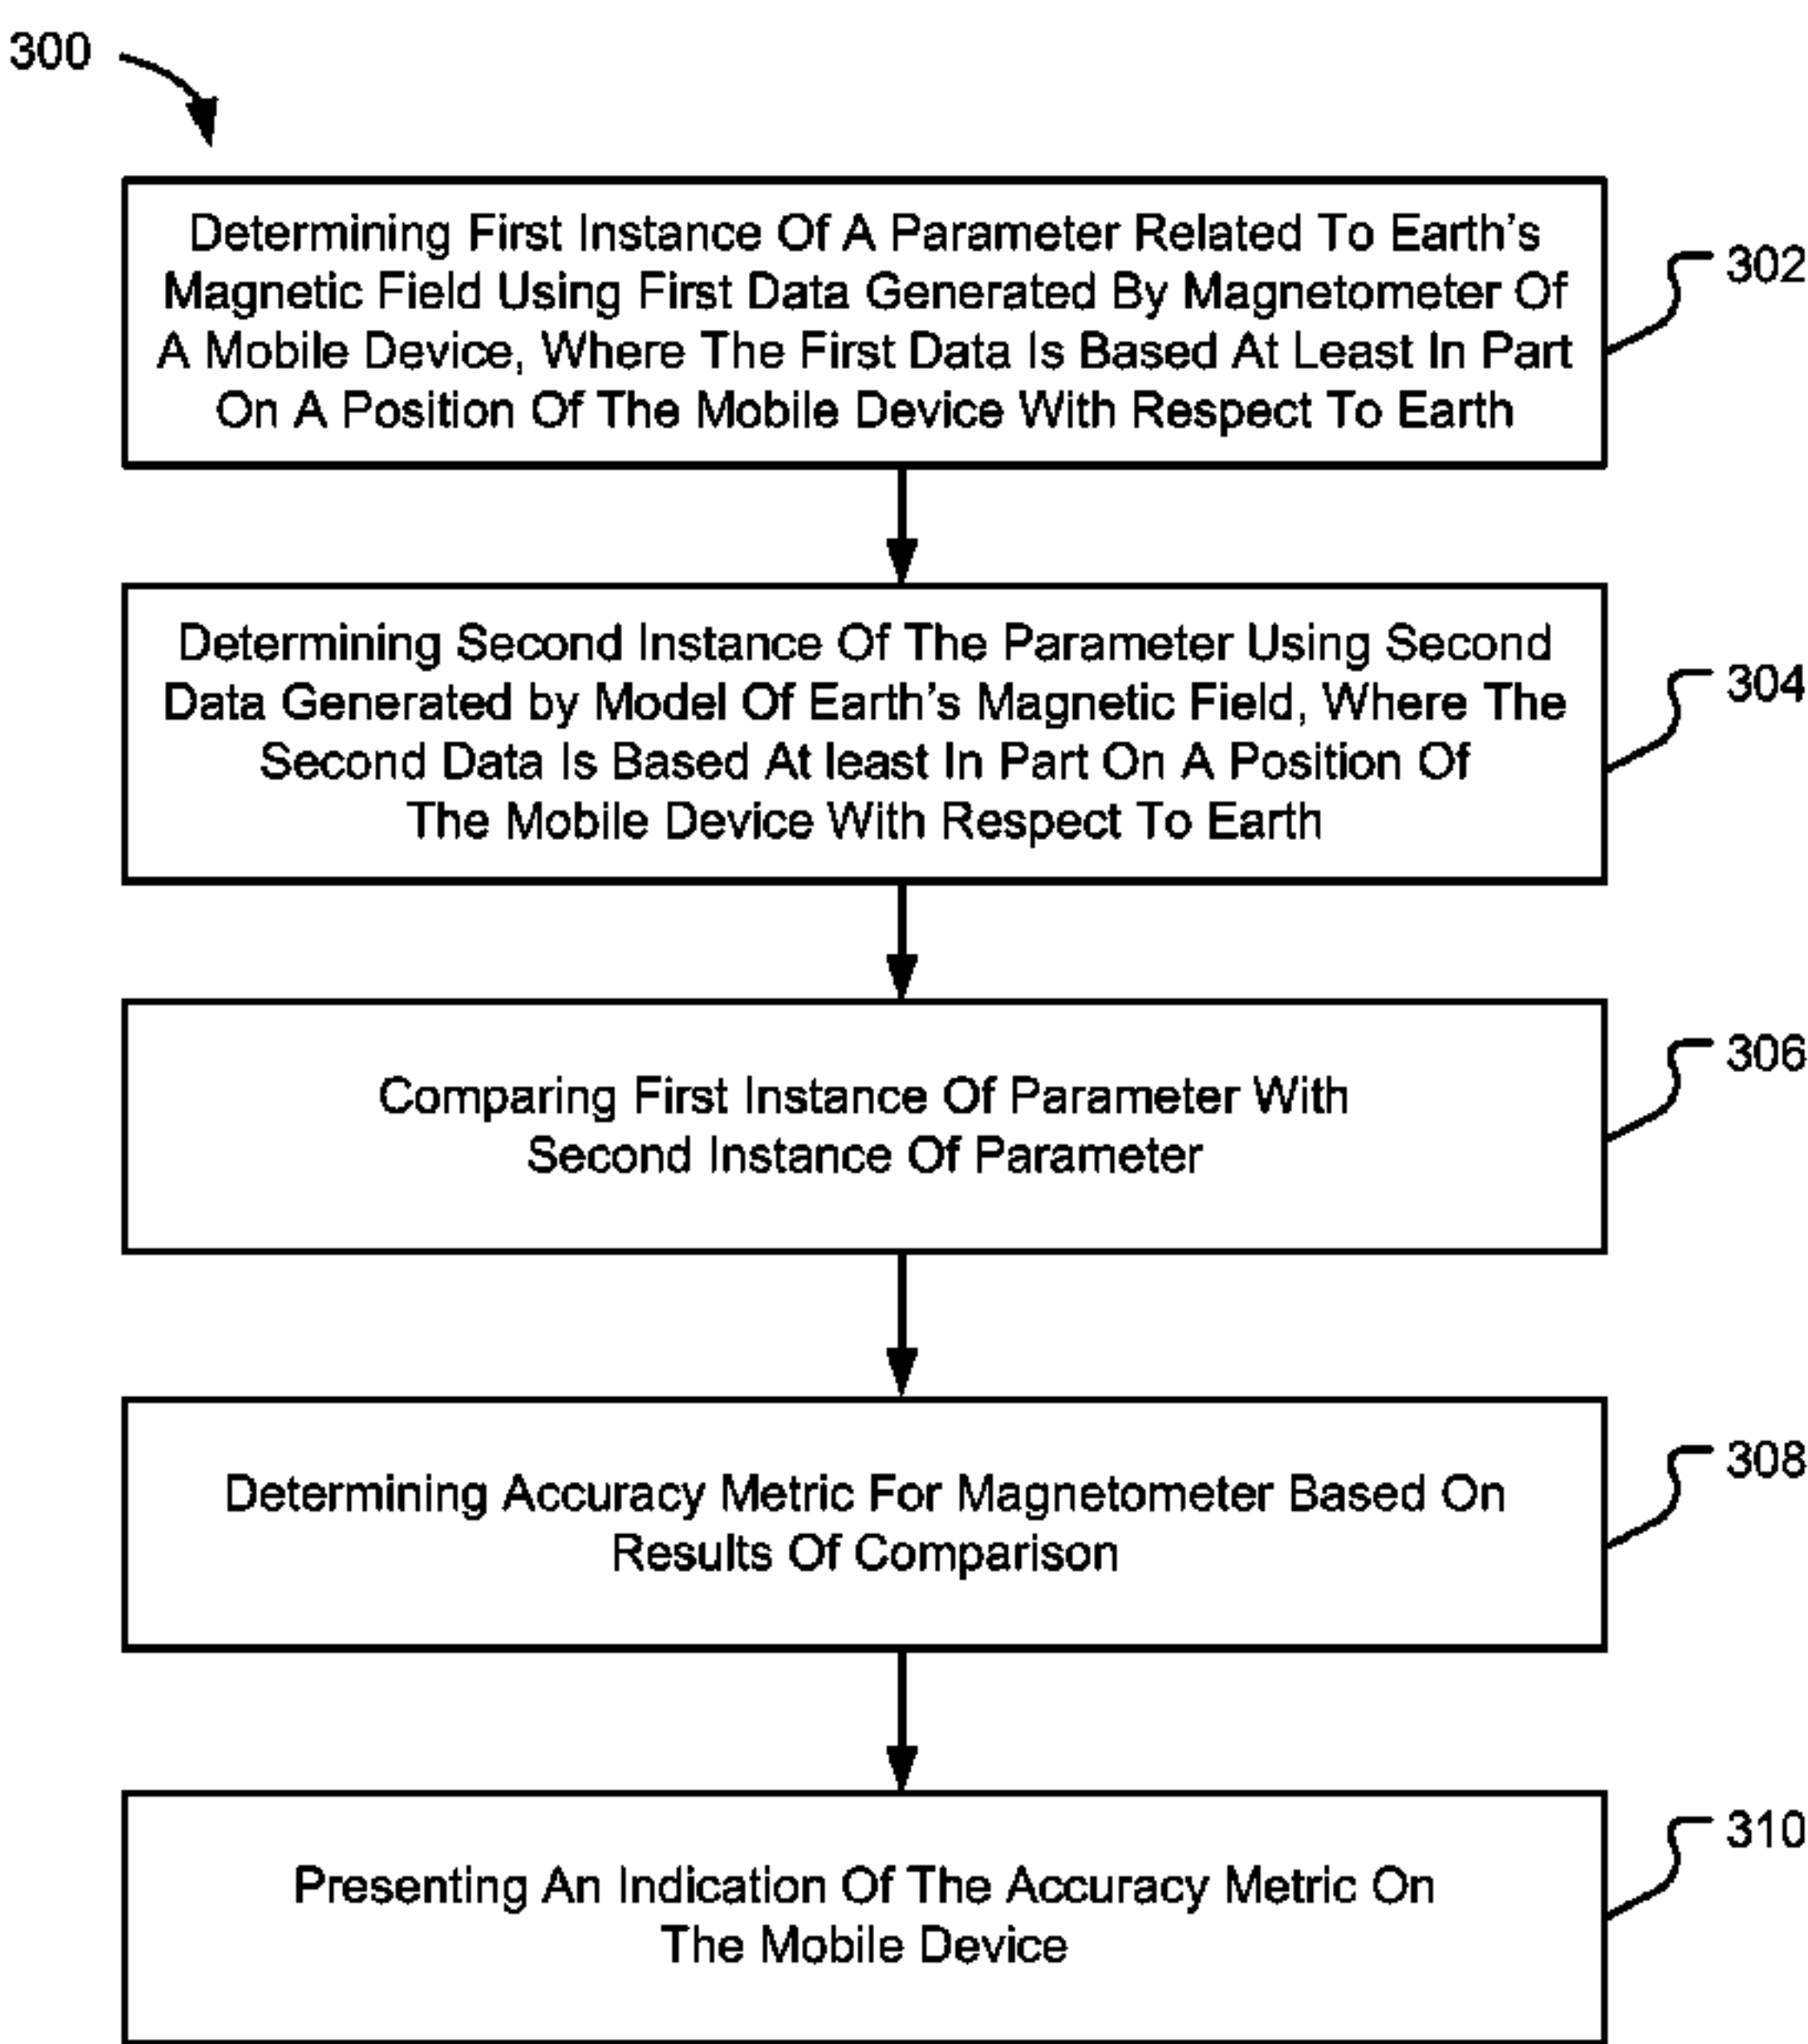 300
Determining First Instance Of A Parameter Related To Earth's
Magnetic Field Using First Data Generated By Magnetometer Of
A Mobile Device, Where The First Data Is Based At Least In Part
On A Position Of The Mobile Device With Respect To Earth
302
Determining Second Instance Of The Parameter Using Second
Data Generated by Model Of Earth's Magnetic Field, Where The
Second Data Is Based At least In Part On A Position Of
The Mobile Device With Respect To Earth
304
Comparing First Instance Of Parameter With
Second Instance Of Parameter
306
Determining Accuracy Metric For Magnetometer Based On
Results Of Comparison
308
Presenting An Indication Of The Accuracy Metric On
The Mobile Device
310